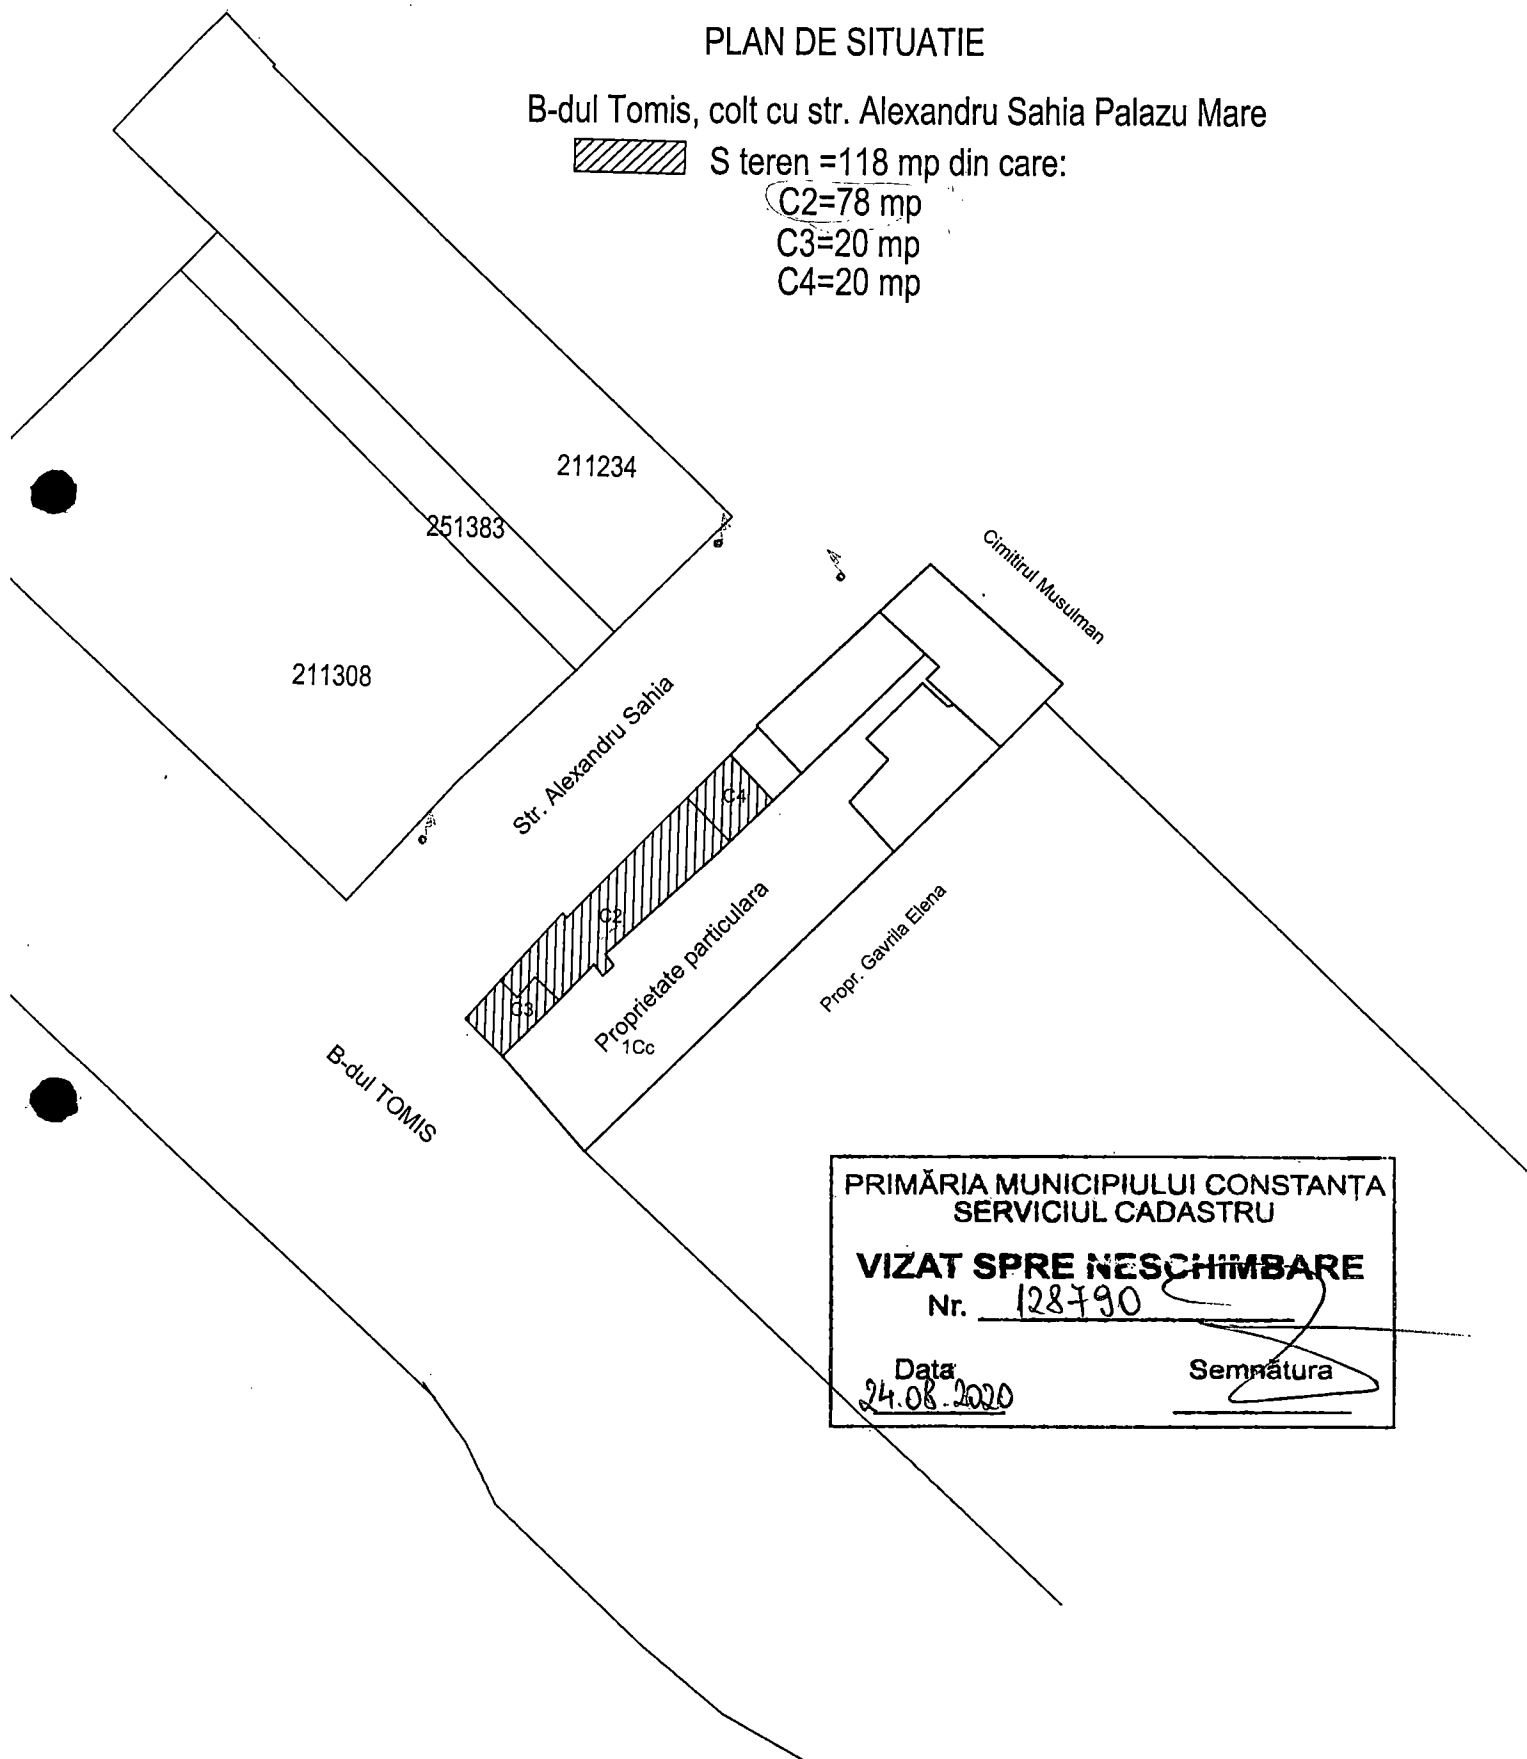 PLAN DE SITUATIE
B-dul Tomis, colt cu str. Alexandru Sahia Palazu Mare
S teren =118 mp din care:
C2=78 mp
C3=20 mp
C4=20 mp
211234
251383
211308
Cimitirul Musulman
Str. Alexandru Sahia
C4
C2
C3
Proprietate particulara
1Cc
Propr. Gavrila Elena
B-dul TOMIS
PRIMĂRIA MUNICIPIULUI CONSTANȚA
SERVICIUL CADASTRU
VIZAT SPRE NESCHIMBARE
Nr. 128790
Data Semnătura
24.08.2020